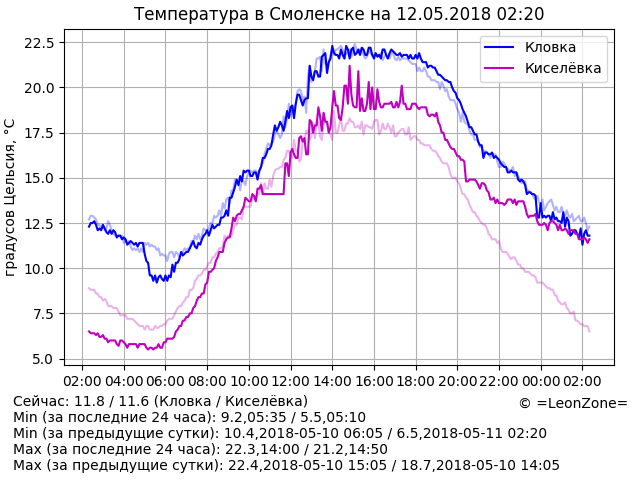 Температура в Смоленске на 12.05.2018 02:20
градусов Цельсия, °C
22.5
20.0
17.5
15.0
12.5
10.0
7.5
5.0
Кловка
Киселёвка
02:00 04:00 06:00 08:00 10:00 12:00 14:00 16:00 18:00 20:00 22:00 00:00 02:00
Сейчас: 11.8 / 11.6 (Кловка / Киселёвка)
© =LeonZone=
Min (за последние 24 часа): 9.2,05:35 / 5.5,05:10
Min (за предыдущие сутки): 10.4,2018-05-10 06:05 / 6.5,2018-05-11 02:20
Max (за последние 24 часа): 22.3,14:00 / 21.2,14:50
Max (за предыдущие сутки): 22.4,2018-05-10 15:05 / 18.7,2018-05-10 14:05